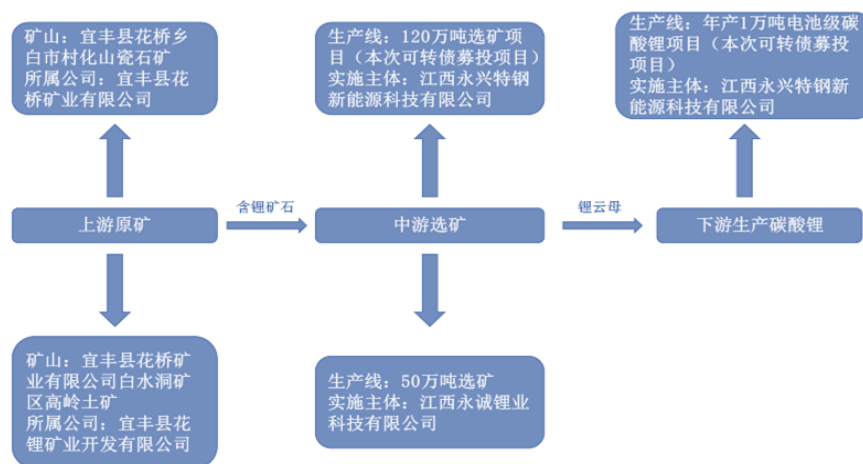 矿山：宜丰县花桥乡
白市村化山瓷石矿
所属公司：宜丰县花
桥矿业有限公司
生产线：120万吨选矿项
目（本次可转债募投项目）
实施主体：江西永兴特钢
新能源科技有限公司
生产线：年产1万吨电池级碳
酸锂项目（本次可转债募投
项目）
实施主体：江西永兴特钢新
能源科技有限公司
上游原矿
含锂矿石
中游选矿
锂云母
下游生产碳酸锂
矿山：宜丰县花桥矿
业有限公司白水洞矿
区高岭土矿
所属公司：宜丰县花
锂矿业开发有限公司
生产线：50万吨选矿
实施主体：江西永诚锂业
科技有限公司